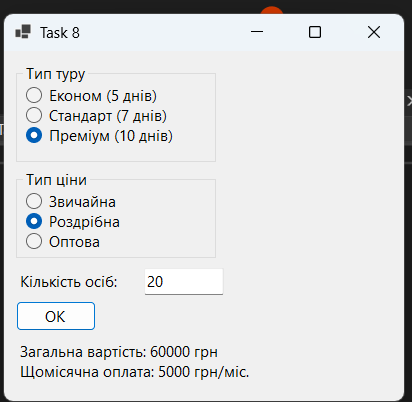 Task 8
Тип туру
Економ (5 днів)
Стандарт (7 днів)
Преміум (10 днів)
Тип ціни
Звичайна
Роздрібна
Оптова
Кількість осіб: 20
OK
Загальна вартість: 60000 грн
Щомісячна оплата: 5000 грн/міс.